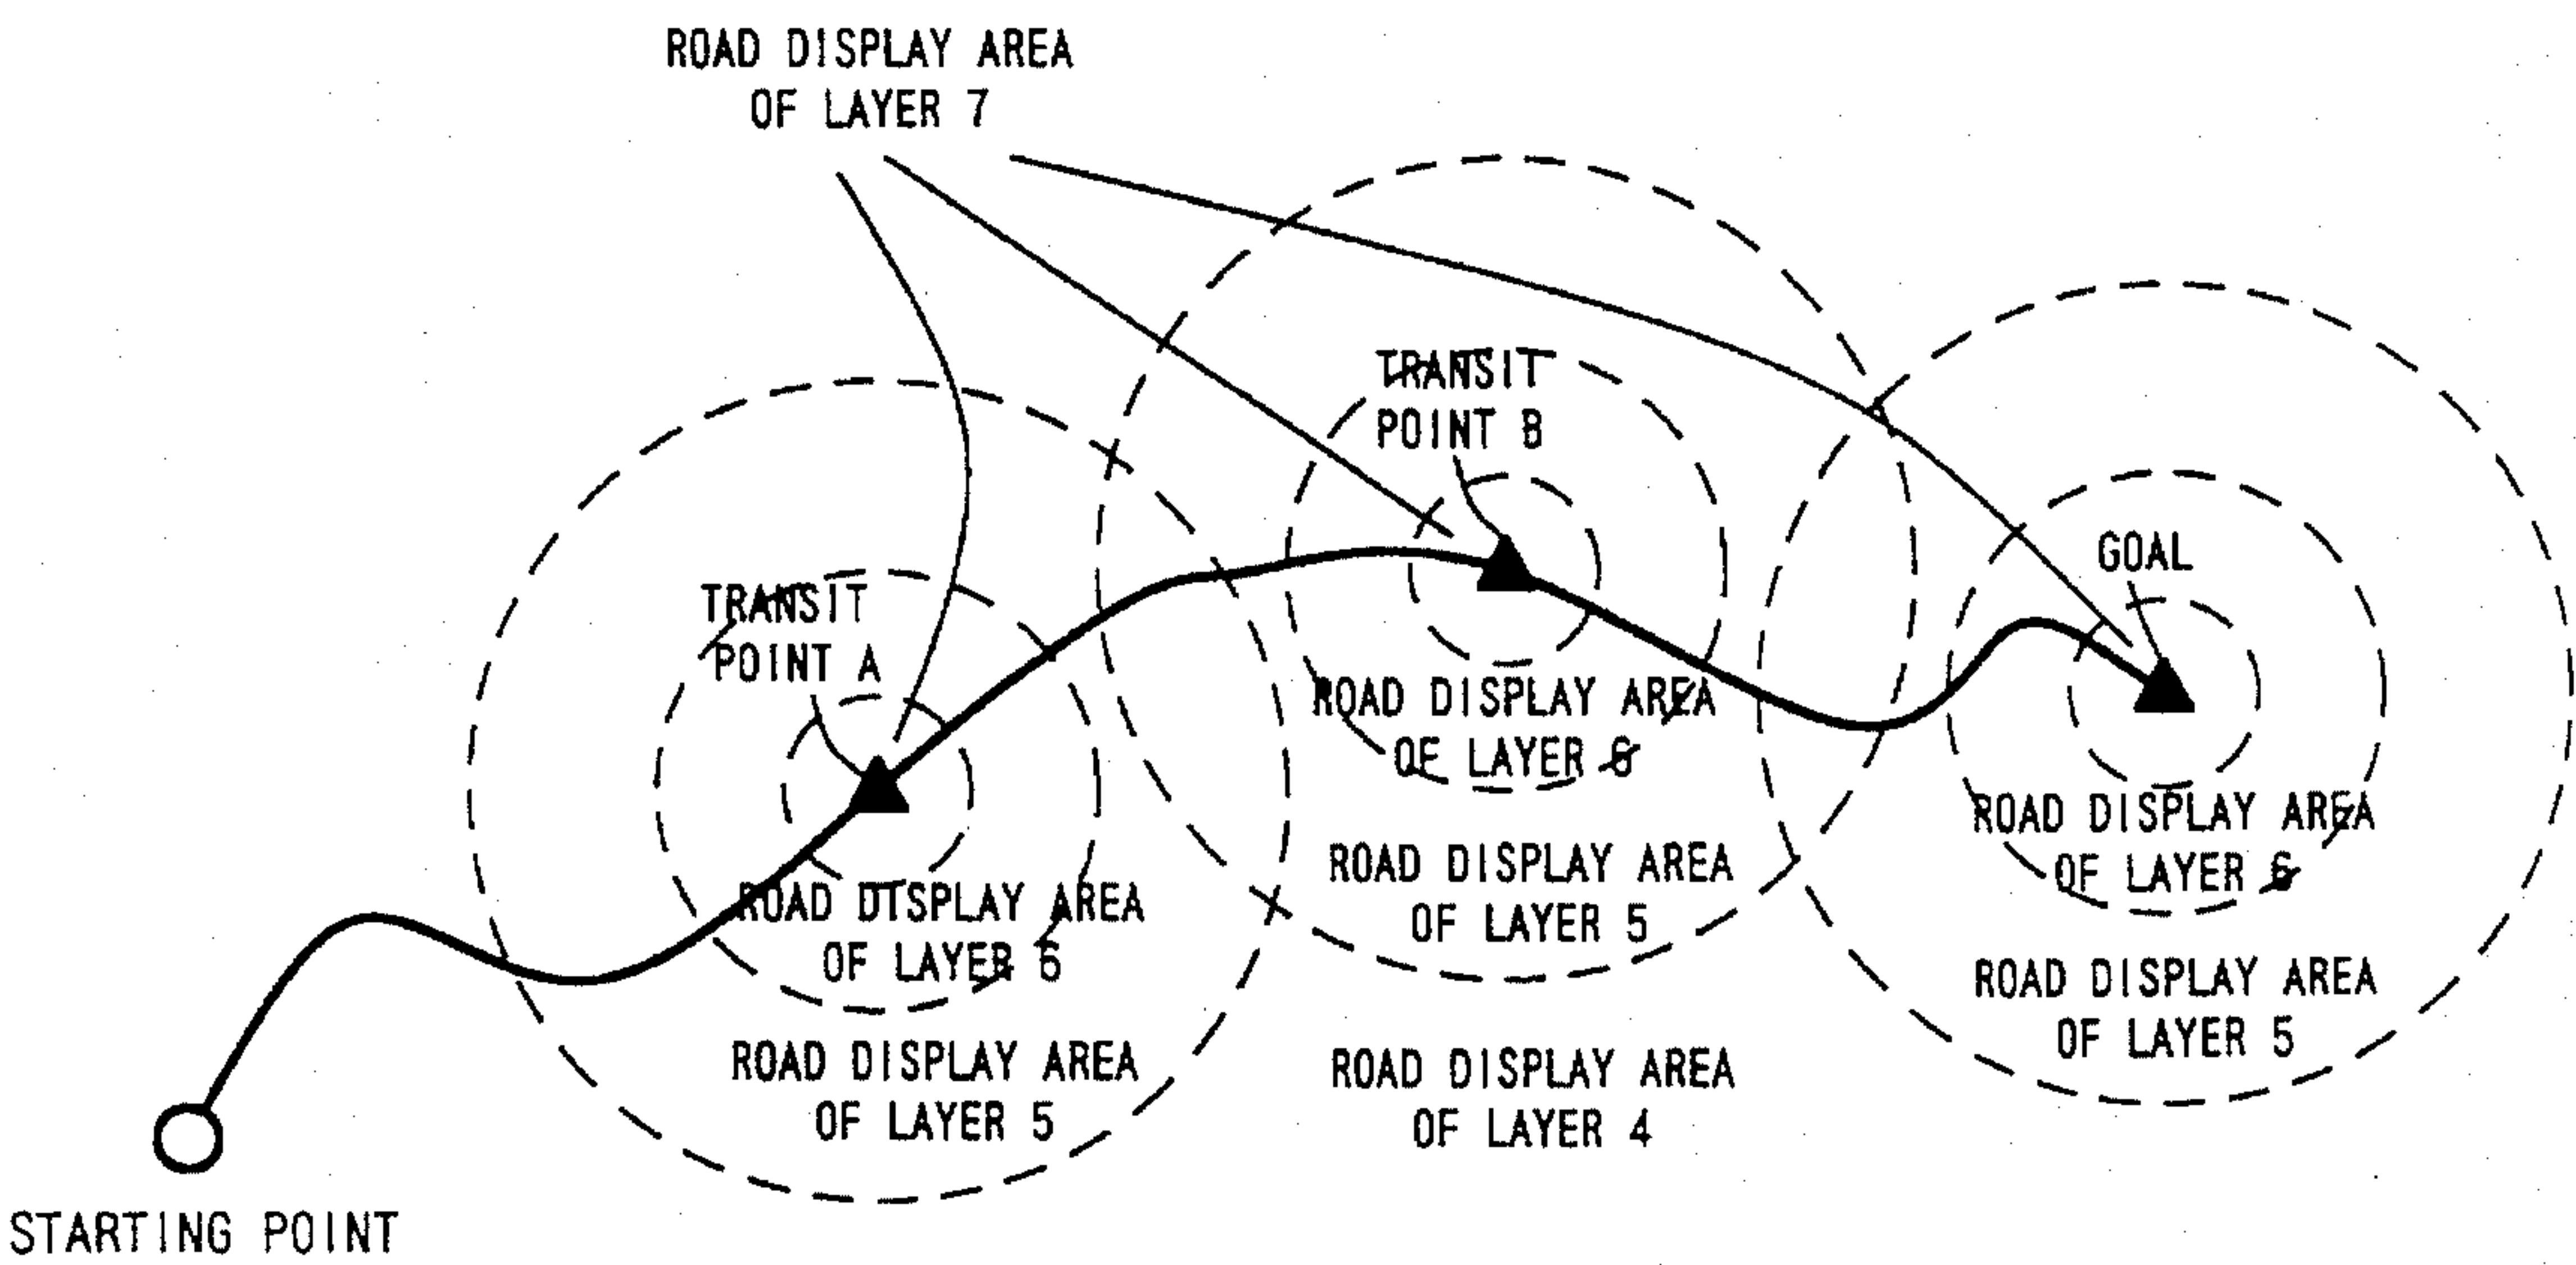 ROAD DISPLAY AREA
OF LAYER 7
TRANSIT
POINT B
GOAL
TRANSIT
POINT A
ROAD DISPLAY AREA
OF LAYER 6
ROAD DISPLAY AREA
OF LAYER 6
ROAD DISPLAY AREA
OF LAYER 5
ROAD DISPLAY AREA
OF LAYER 6
ROAD DISPLAY AREA
OF LAYER 5
ROAD DISPLAY AREA
OF LAYER 5
ROAD DISPLAY AREA
OF LAYER 4
STARTING POINT